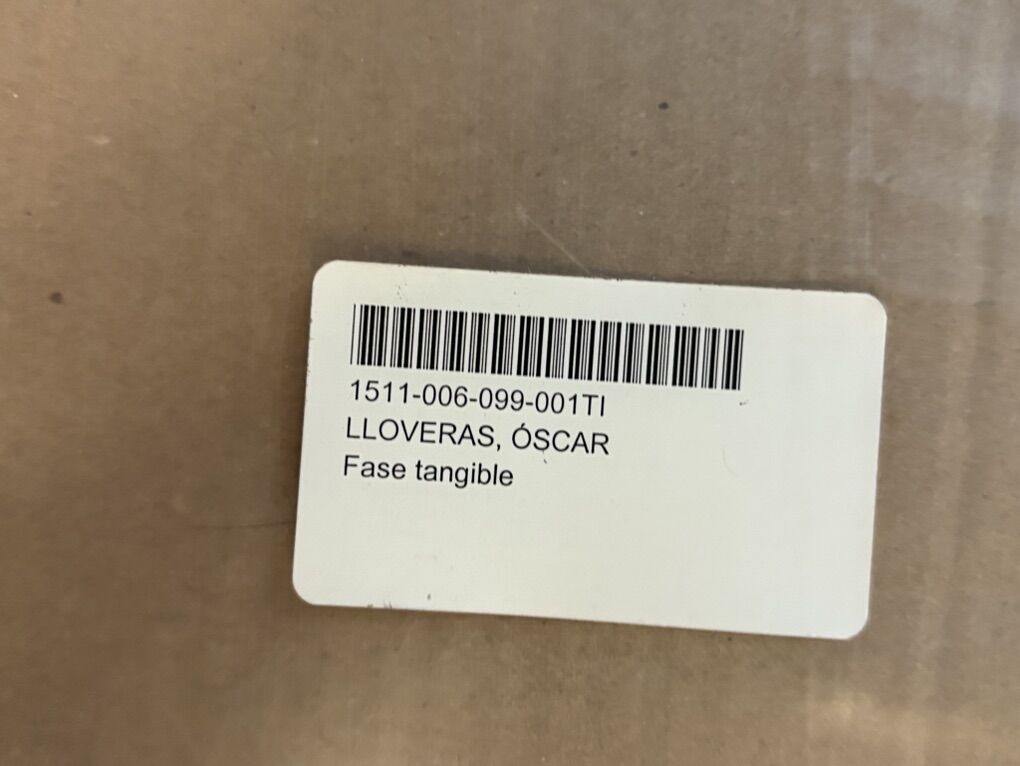 1511-006-099-001TI
LLOVERAS, ÓSCAR
Fase tangible